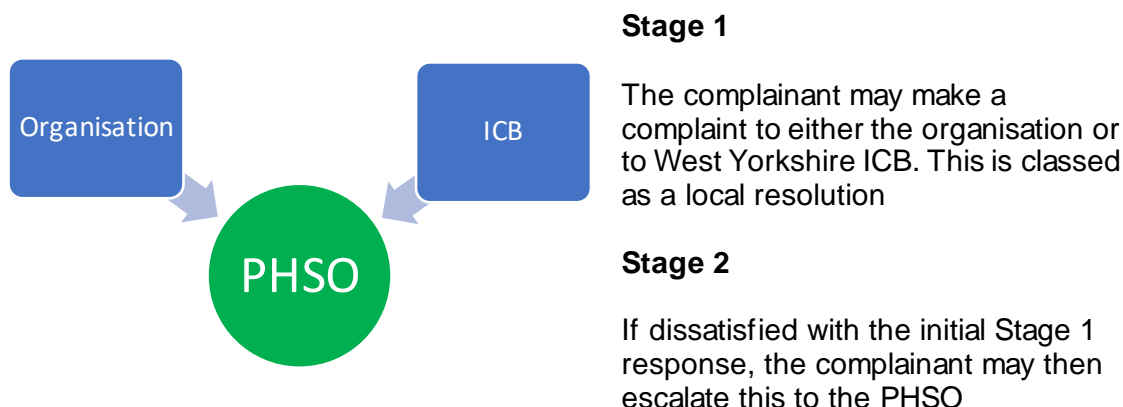 Organisation
ICB
PHSO
Stage 1
The complainant may make a
complaint to either the organisation or
to West Yorkshire ICB. This is classed
as a local resolution
Stage 2
If dissatisfied with the initial Stage 1
response, the complainant may then
escalate this to the PHSO